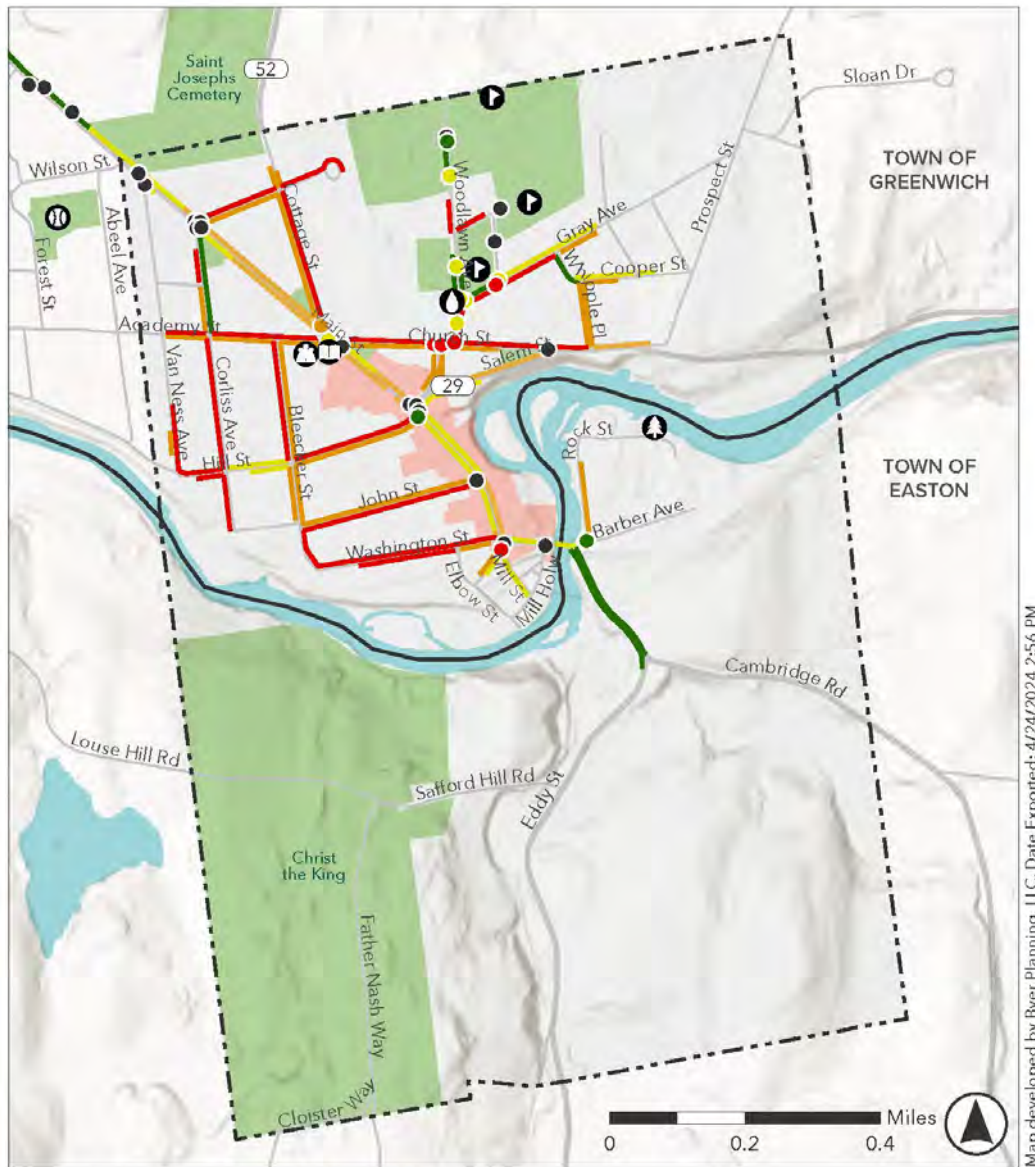 Saint
Josephs
Cemetery
52
Sloan Dr
Wilson St
TOWN OF
GREENWICH
Prospect St
Woodlawn Ave
Cottage St
Gray Ave
Abeel Ave
Forest St
Cooper St
Whipple Pl
Academy St
Main St
Church St
Salem St
29
Van Ness Ave
Corliss Ave
Bleecker St
Rock St
Hill St
TOWN OF
EASTON
John St
Barber Ave
Washington St
Elbow St
Mill St
Mill Holw
Cambridge Rd
Louse Hill Rd
Safford Hill Rd
Eddy St
Christ
the King
Father Nash Way
Cloister Way
Miles
0 0.2 0.4
Map developed by Byer Planning, LLC. Date Exported: 4/24/2024 2:56 PM